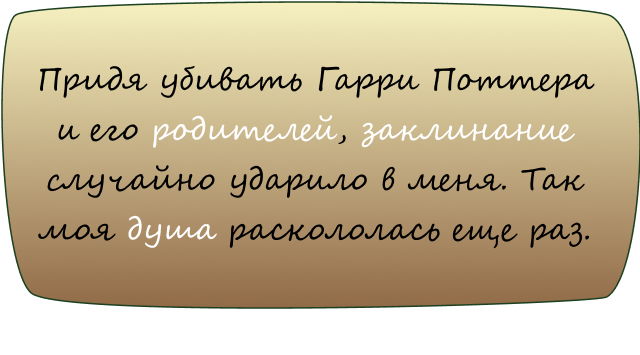 Придя убивать Гарри Поттера
и его родителей, заклинание
случайно ударило в меня. Так
моя душа раскололась еще раз.